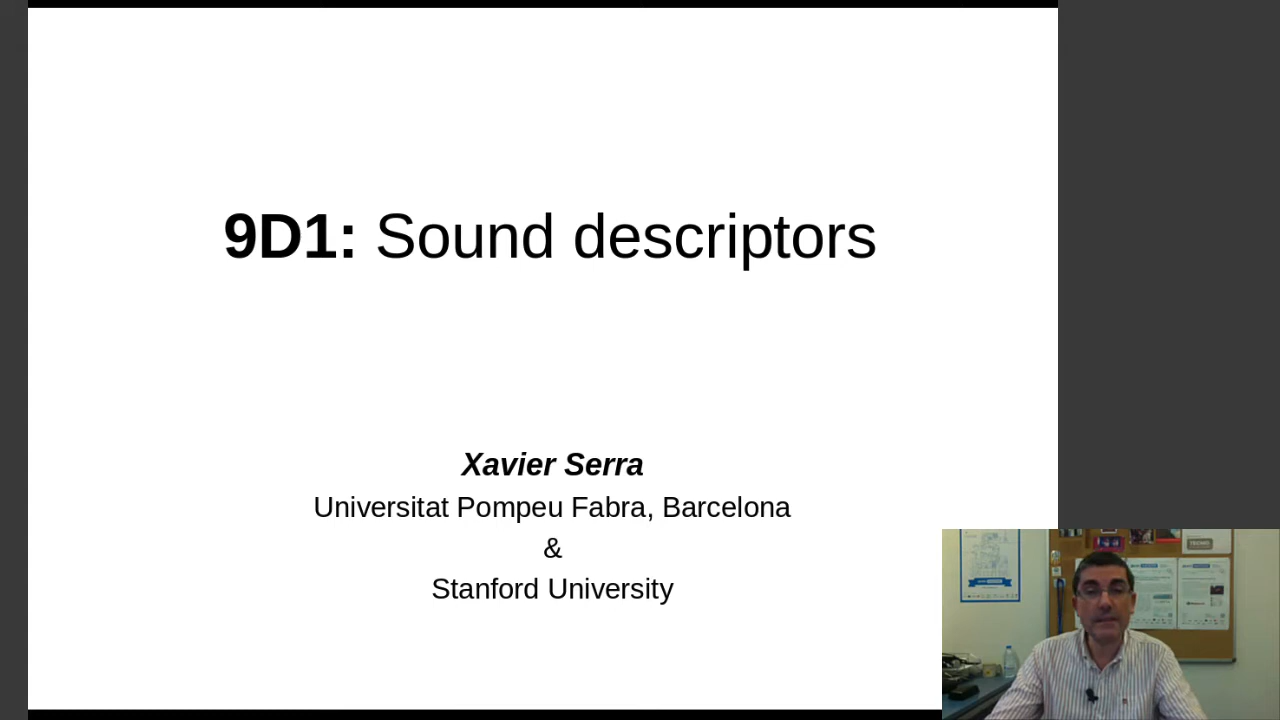 9D1: Sound descriptors
Xavier Serra
Universitat Pompeu Fabra, Barcelona
&
Stanford University